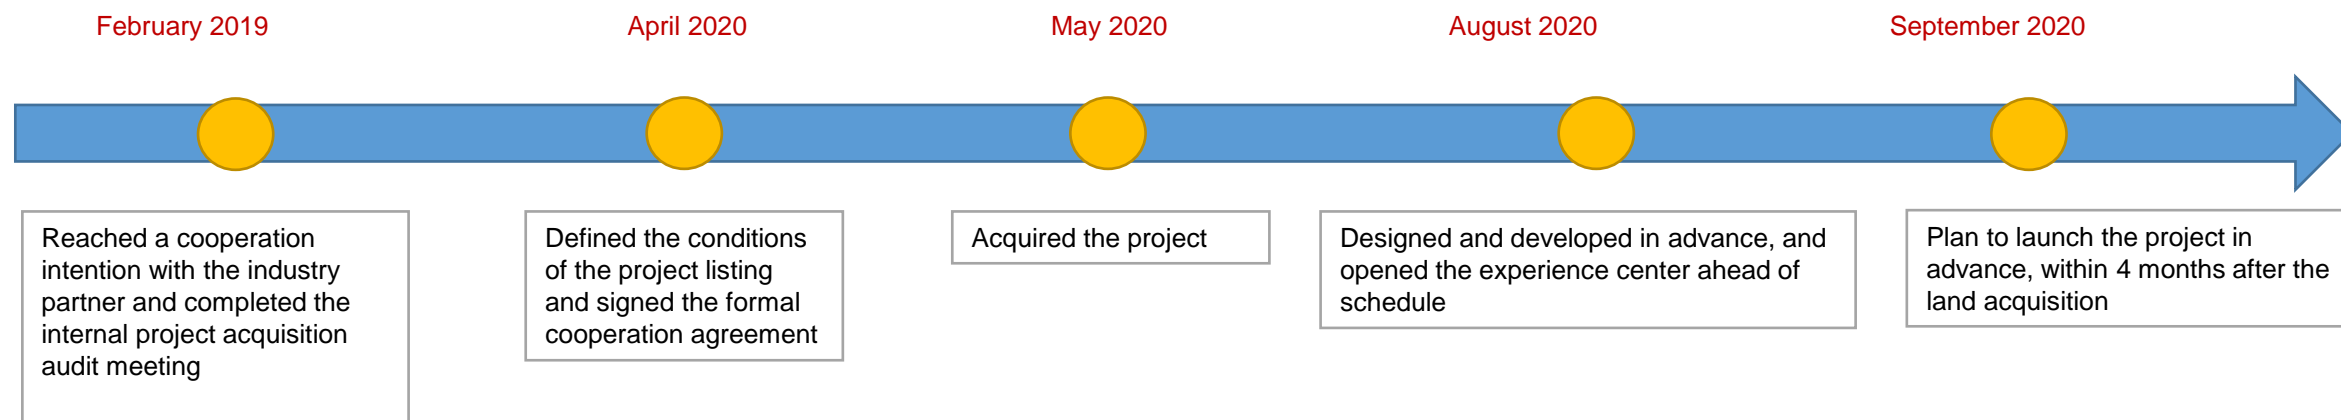 February 2019
April 2020
May 2020
August 2020
September 2020
Reached a cooperation
intention with the industry
partner and completed the
internal project acquisition
audit meeting
Defined the conditions
of the project listing
and signed the formal
cooperation agreement
Acquired the project
Designed and developed in advance, and
opened the experience center ahead of
schedule
Plan to launch the project in
advance, within 4 months after the
land acquisition